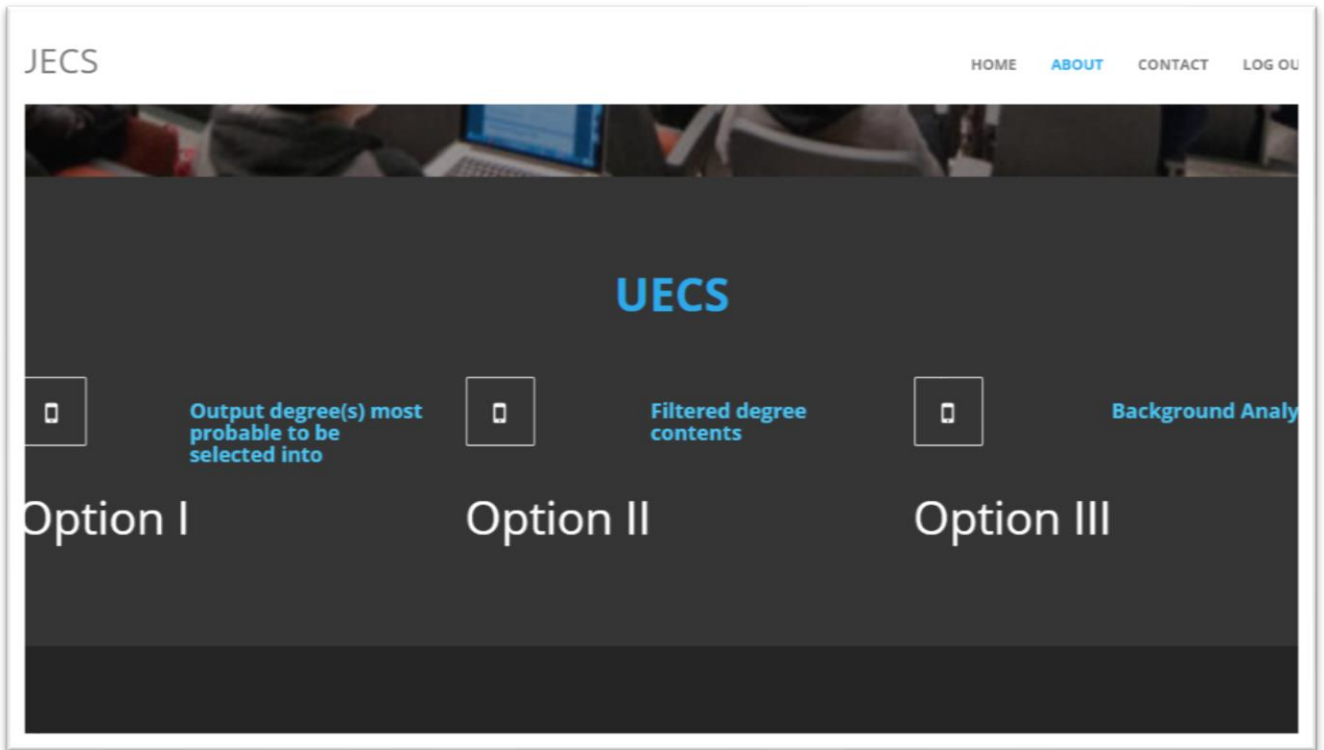 UECS
HOME ABOUT CONTACT LOG OU
UECS
Output degree(s) most
probable to be
selected into
Filtered degree
contents
Background Analy
Option I
Option II
Option III